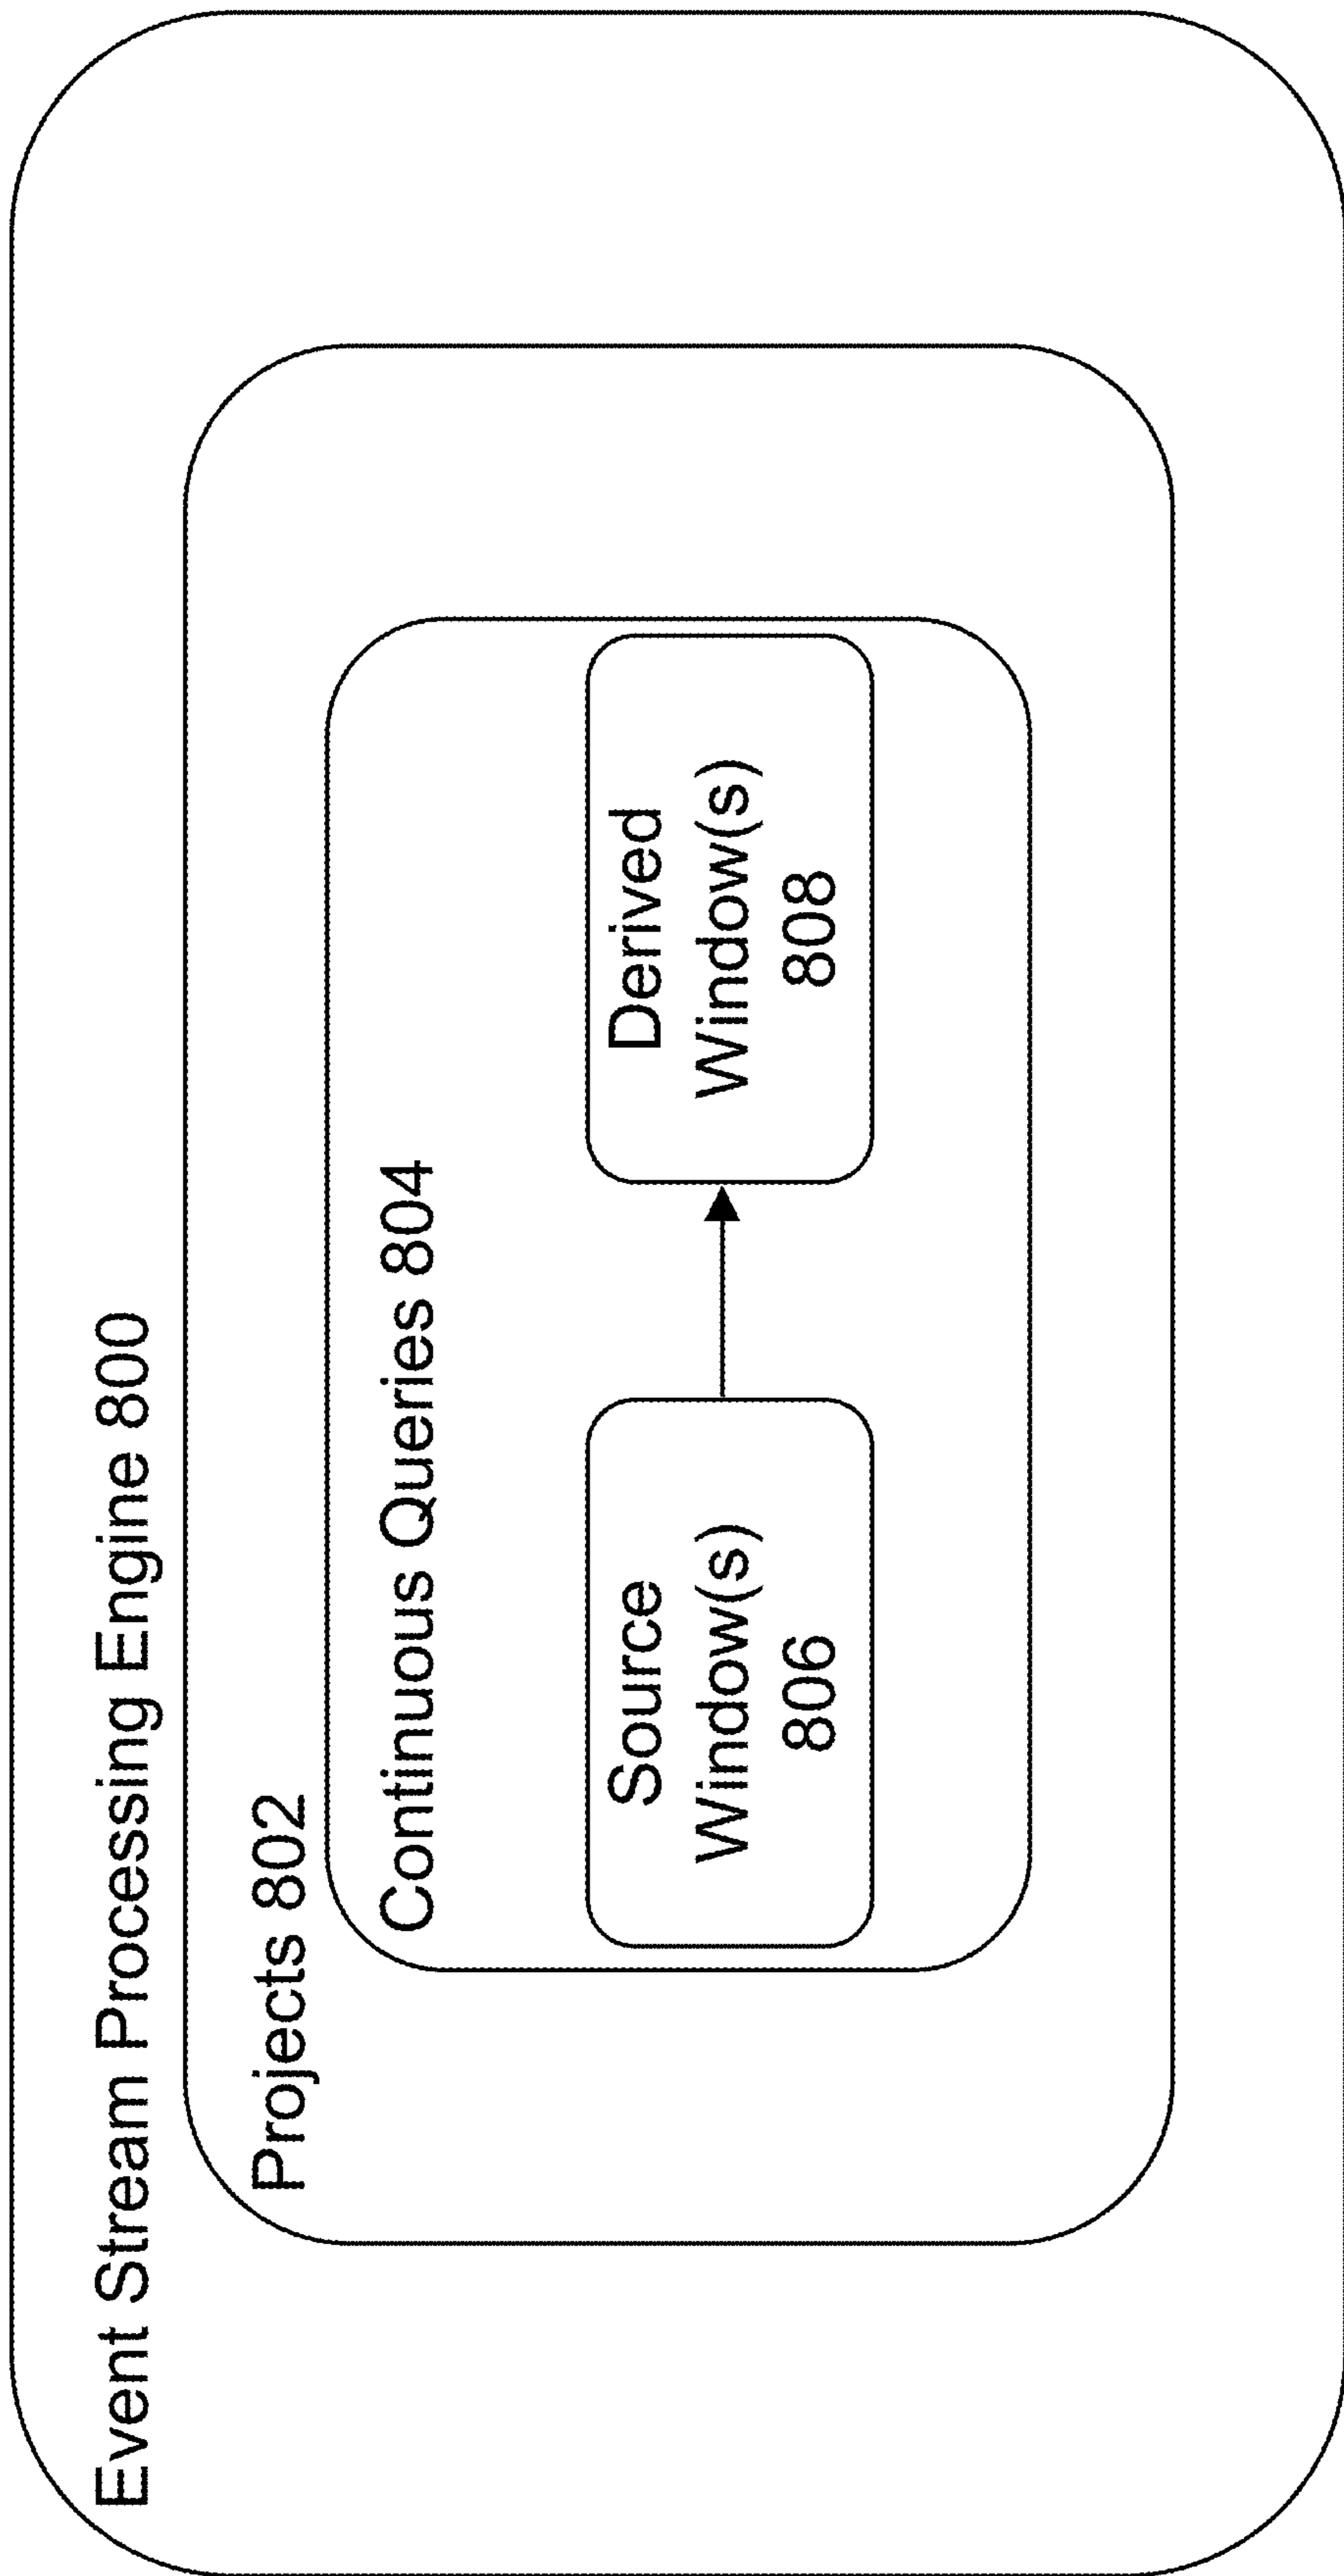 Event Stream Processing Engine 800
Projects 802
Continuous Queries 804
Source
Window(s)
806
Derived
Window(s)
808